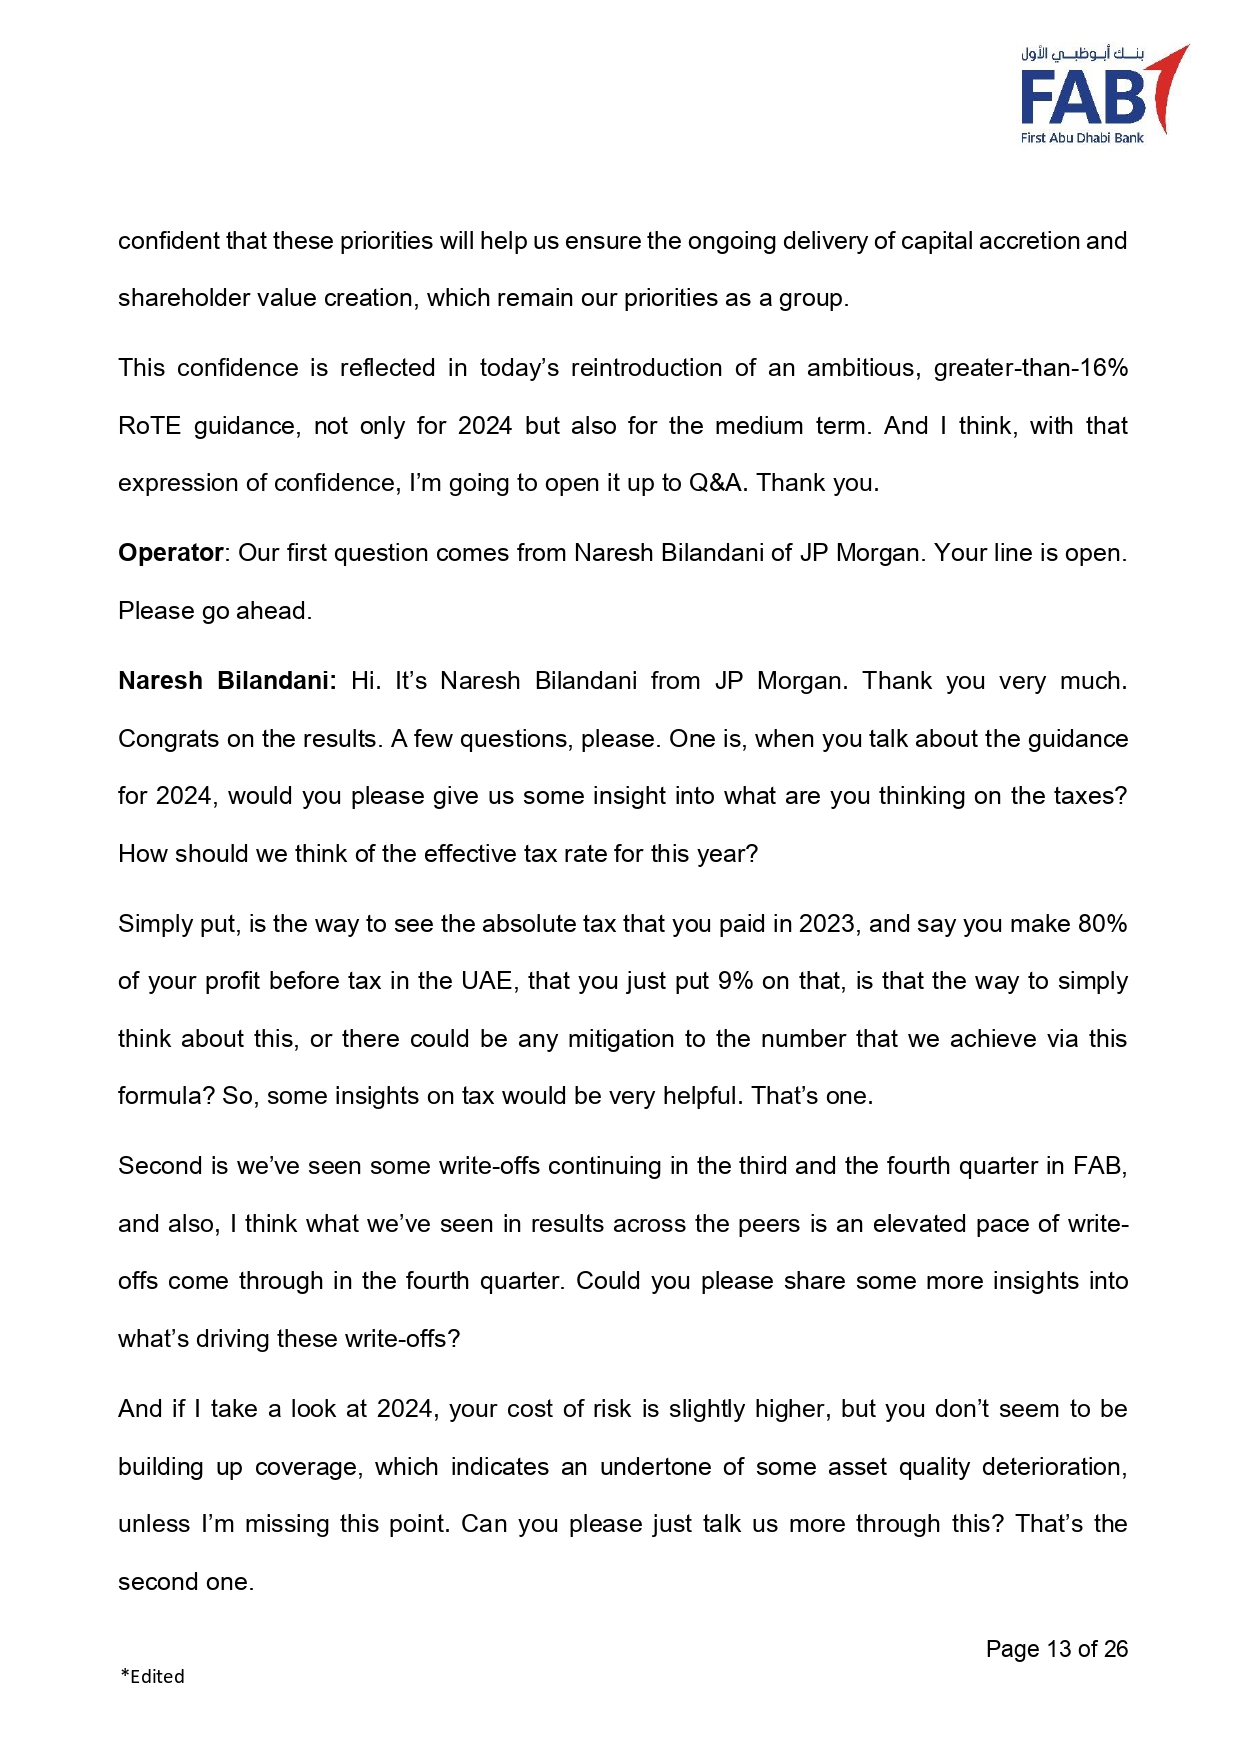 بنك أبوظبي الأول
FAB
First Abu Dhabi Bank
confident that these priorities will help us ensure the ongoing delivery of capital accretion and
shareholder value creation, which remain our priorities as a group.
This confidence is reflected in today’s reintroduction of an ambitious, greater-than-16%
RoTE guidance, not only for 2024 but also for the medium term. And I think, with that
expression of confidence, I’m going to open it up to Q&A. Thank you.
Operator: Our first question comes from Naresh Bilandani of JP Morgan. Your line is open.
Please go ahead.
Naresh Bilandani: Hi. It’s Naresh Bilandani from JP Morgan. Thank you very much.
Congrats on the results. A few questions, please. One is, when you talk about the guidance
for 2024, would you please give us some insight into what are you thinking on the taxes?
How should we think of the effective tax rate for this year?
Simply put, is the way to see the absolute tax that you paid in 2023, and say you make 80%
of your profit before tax in the UAE, that you just put 9% on that, is that the way to simply
think about this, or there could be any mitigation to the number that we achieve via this
formula? So, some insights on tax would be very helpful. That’s one.
Second is we’ve seen some write-offs continuing in the third and the fourth quarter in FAB,
and also, I think what we’ve seen in results across the peers is an elevated pace of write-
offs come through in the fourth quarter. Could you please share some more insights into
what’s driving these write-offs?
And if I take a look at 2024, your cost of risk is slightly higher, but you don’t seem to be
building up coverage, which indicates an undertone of some asset quality deterioration,
unless I’m missing this point. Can you please just talk us more through this? That’s the
second one.
Page 13 of 26
*Edited